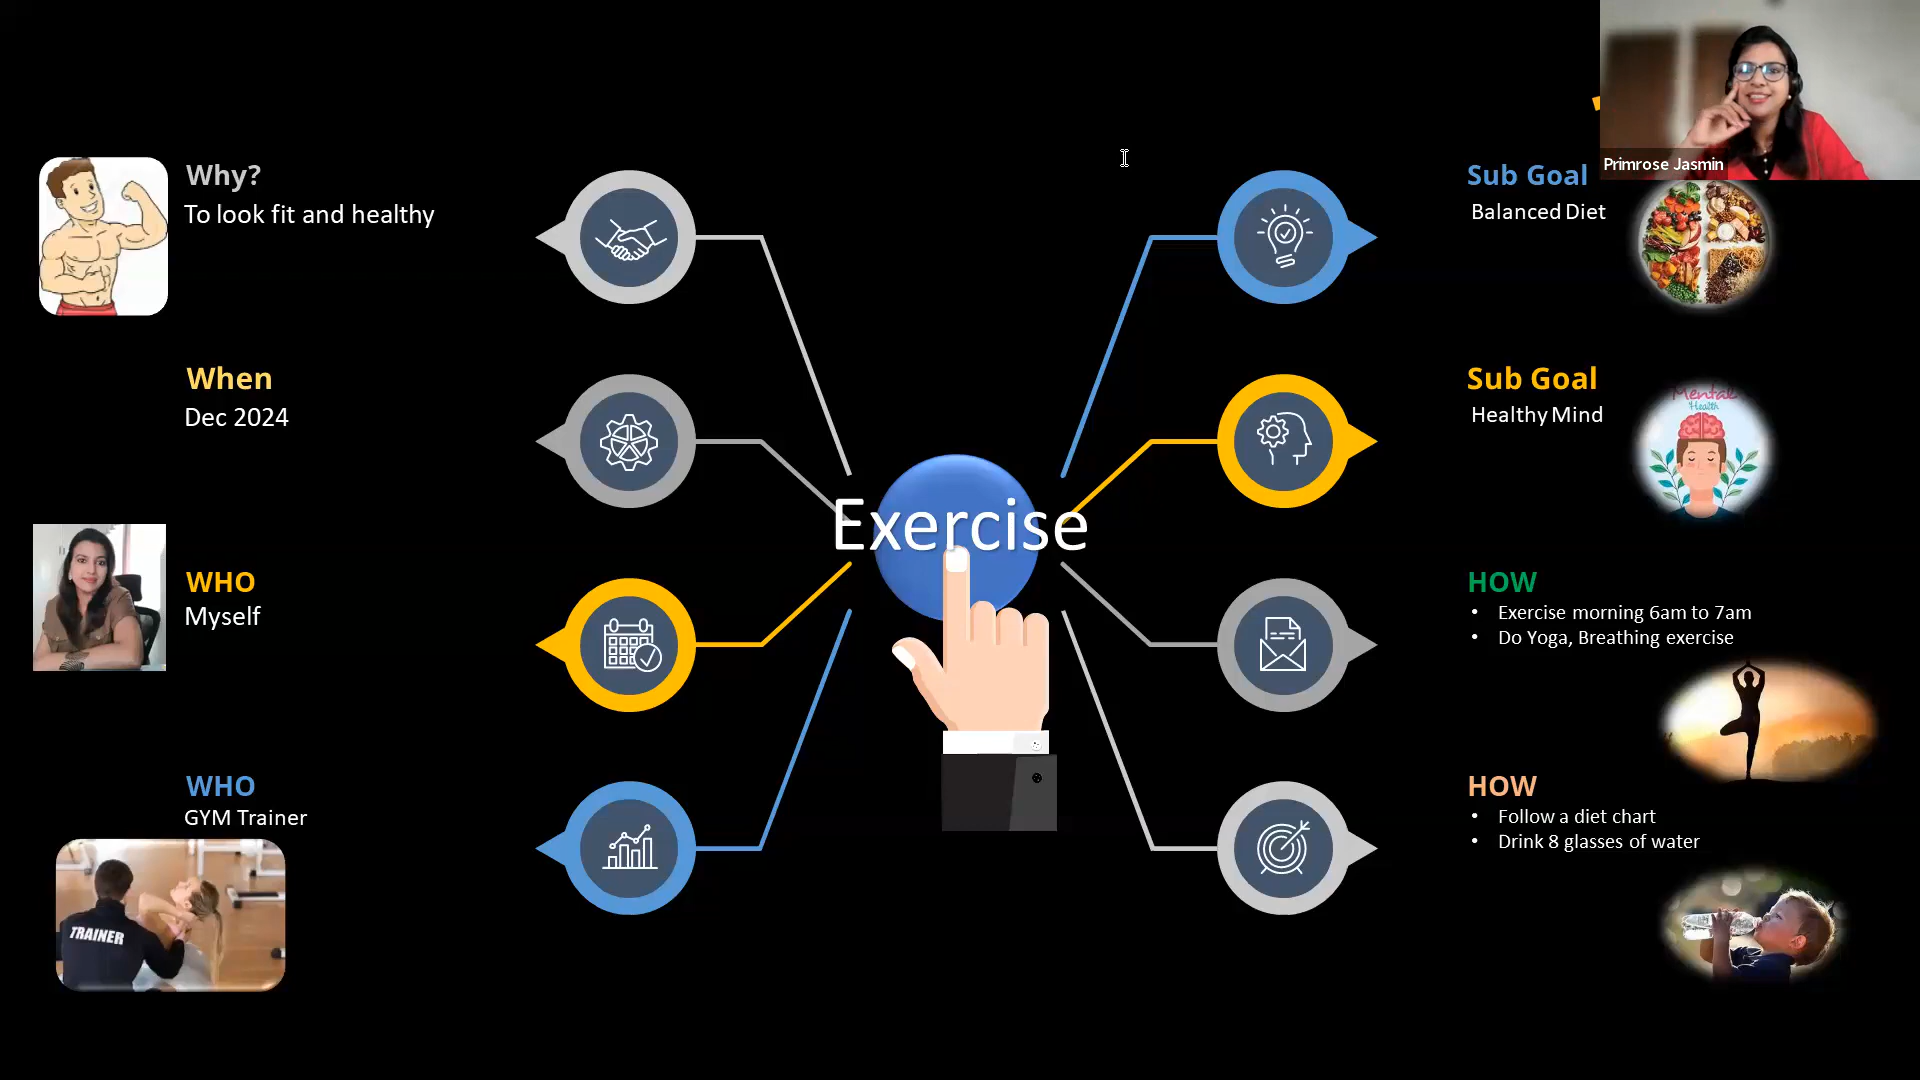 Primrose Jasmin
Why?
To look fit and healthy
When
Dec 2024
WHO
Myself
WHO
GYM Trainer
TRAINER
Exercise
Sub Goal
Balanced Diet
Sub Goal
Healthy Mind
Mental
Health
HOW
• Exercise morning 6am to 7am
• Do Yoga, Breathing exercise
HOW
• Follow a diet chart
• Drink 8 glasses of water